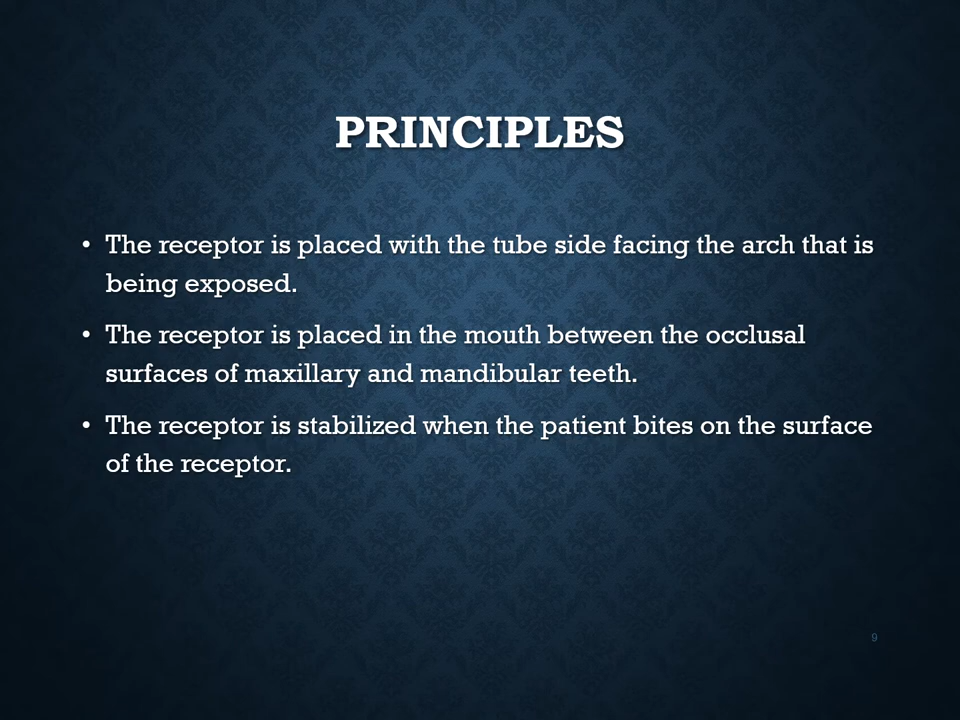 PRINCIPLES
• The receptor is placed with the tube side facing the arch that is
being exposed.
• The receptor is placed in the mouth between the occlusal
surfaces of maxillary and mandibular teeth.
• The receptor is stabilized when the patient bites on the surface
of the receptor.
9